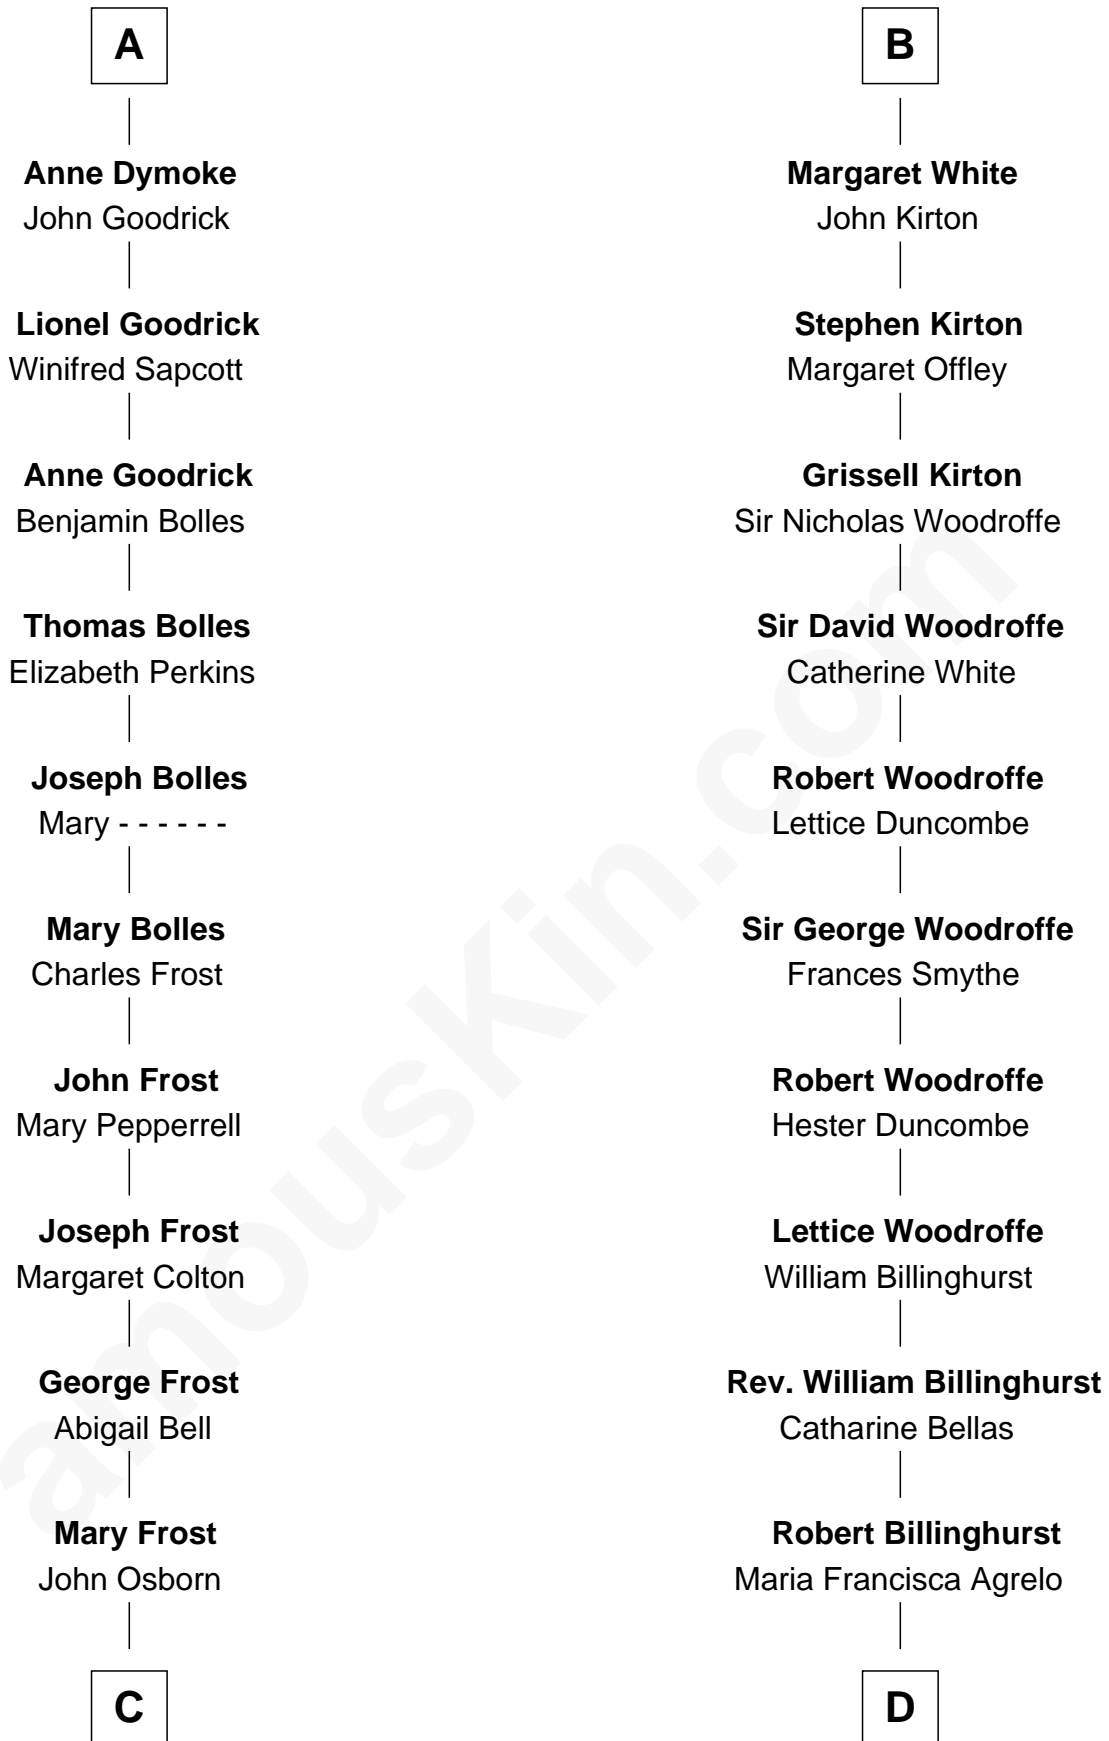 A
Anne Dymoke
John Goodrick
Lionel Goodrick
Winifred Sapcott
Anne Goodrick
Benjamin Bolles
Thomas Bolles
Elizabeth Perkins
Joseph Bolles
Mary - - - - - -
Mary Bolles
Charles Frost
John Frost
Mary Pepperrell
Joseph Frost
Margaret Colton
George Frost
Abigail Bell
Mary Frost
John Osborn
C
B
Margaret White
John Kirton
Stephen Kirton
Margaret Offley
Grissell Kirton
Sir Nicholas Woodroffe
Sir David Woodroffe
Catherine White
Robert Woodroffe
Lettice Duncombe
Sir George Woodroffe
Frances Smythe
Robert Woodroffe
Hester Duncombe
Lettice Woodroffe
William Billinghurst
Rev. William Billinghurst
Catharine Bellas
Robert Billinghurst
Maria Francisca Agrelo
D
amousKin.com